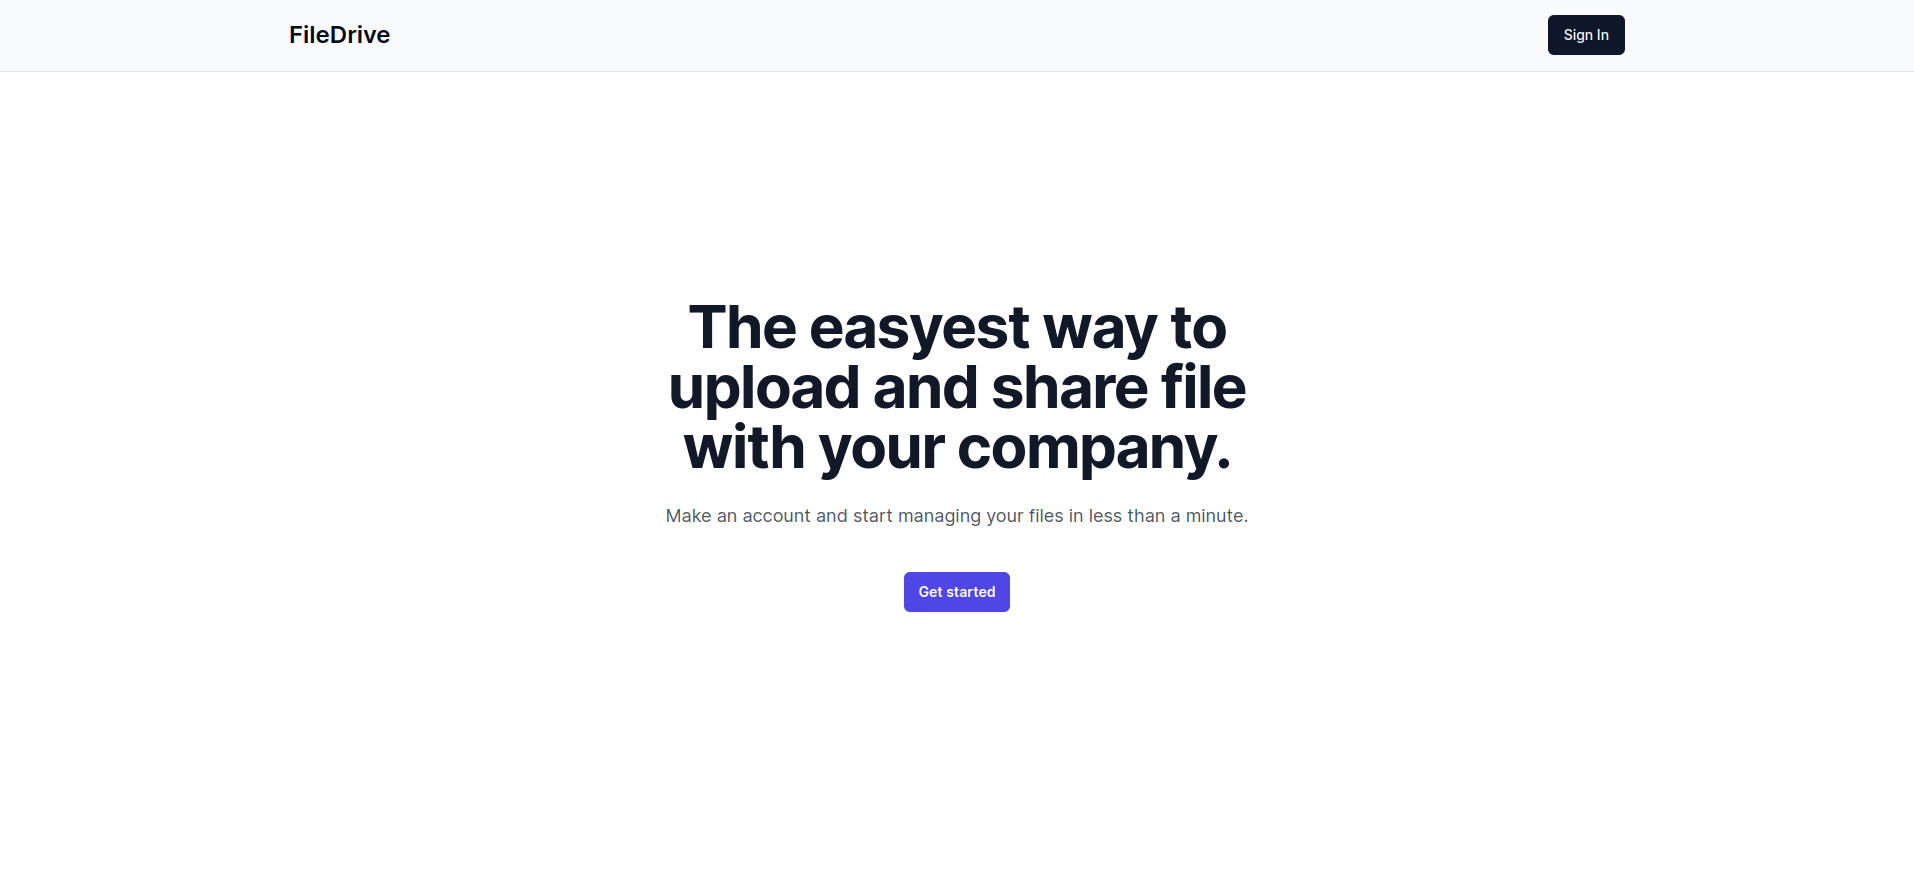 FileDrive
Sign In
The easyest way to
upload and share file
with your company.
Make an account and start managing your files in less than a minute.
Get started